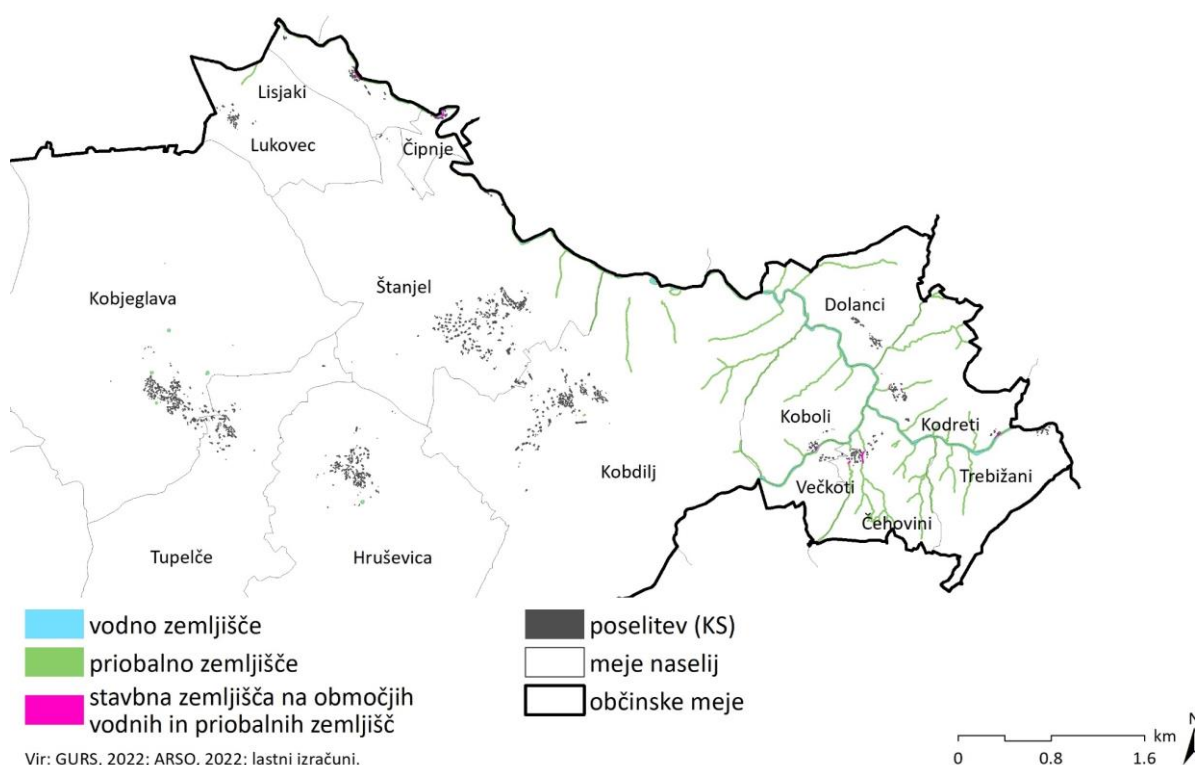 Lisjaki
Lukovec
Čipnje
Kobjeglava
Štanjel
Dolanci
Koboli
Kodreti
Kobdilj
Večkoti
Trebižani
Čehovini
Tupelče
Hruševica
vodno zemljišče
priobalno zemljišče
stavbna zemljišča na območjih
vodnih in priobalnih zemljišč
poselitev (KS)
meje naselij
občinske meje
Vir: GURS, 2022; ARSO, 2022; lastni izračuni.
km
0 0.8 1.6
N